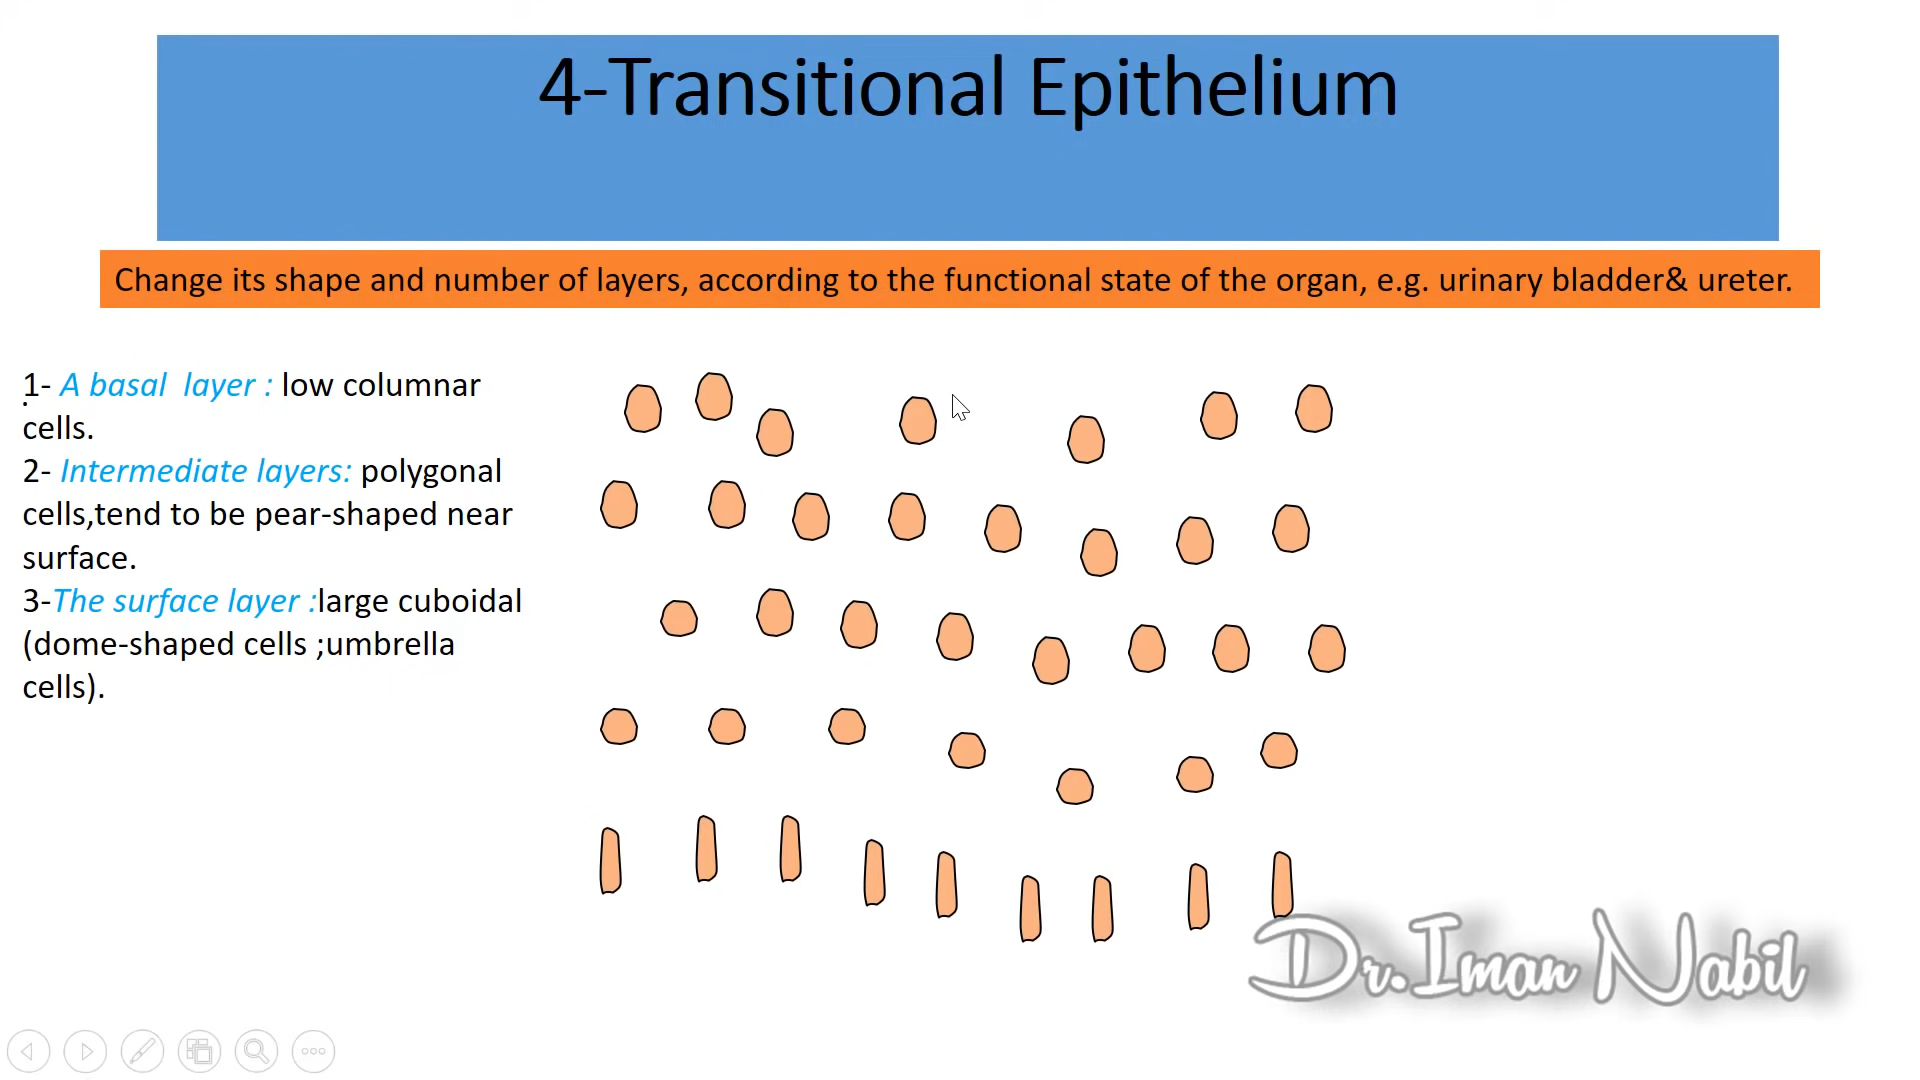 4-Transitional Epithelium
Change its shape and number of layers, according to the functional state of the organ, e.g. urinary bladder& ureter.
1- A basal  layer : low columnar
.
cells.
2- Intermediate layers: polygonal
cells,tend to be pear-shaped near
surface.
3-The surface layer :large cuboidal
(dome-shaped cells ;umbrella
cells).
Dr.Iman Nabil